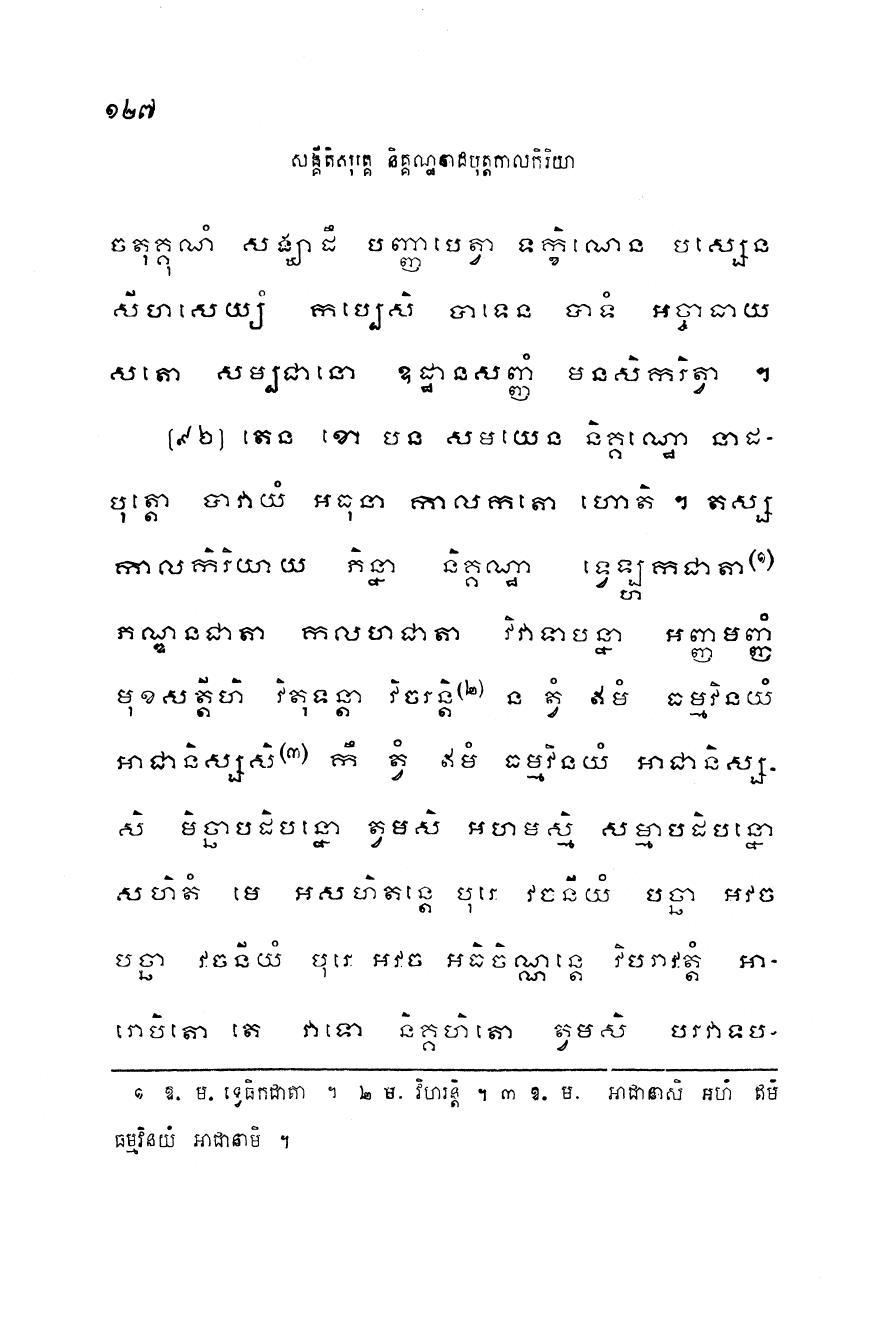 ១២៧
សង្គីតិសុត្តេ និគ្គណ្ឋនាដបុត្តកាលកិរិយា
ចតុគ្គុណំ សង្ឃាដឹ បញ្ញាបេត្វា ទក្ខិណេន បស្សេន
សីហសេយ្យំ កប្បេសិ បាទេន បាទំ អច្ចាធាយ
សតោ សម្បជានោ ឧដ្ឋានសញ្ញំ មនសិករិត្វា ។
[៩៦] តេន ខោ បន សមយេន និគ្គណ្ឋោ នាដ-
បុត្តោ បាវាយំ អធុនា កាលកតោ ហោតិ ។ តស្ស
កាលកិរិយាយ ភិន្នា និគ្គណ្ឋា ទ្វេឡ្ហកជាតា(១)
ភណ្ឌនជាតា កលហជាតា វិវាទាបន្នា អញ្ញមញ្ញំ
មុខសត្តីហិ វិតុទន្តា វិចរន្តិ(២) ន ត្វំ ឥមំ ធម្មវិនយំ
អាជានិស្សសិ(៣) កឹ ត្វំ ឥមំ ធម្មវិនយំ អាជានិស្ស-
សិ មិច្ឆាបដិបន្នោ ត្វមសិ អហមស្មិ សម្មាបដិបន្នោ
សហិតំ មេ អសហិតន្តេ បុរេ វចនីយំ បច្ឆា អវច
បច្ឆា វចនីយំ បុរេ អវច អធិចិណ្ណន្តេ វិបរាវត្តំ អា-
រោបិតោ តេ វាទោ និគ្គហិតោ ត្វមសិ បរវាទប-
១ ឱ. ម. ទ្វេធិកជាតា ។ ២ ម. វិហរន្តិ ។ ៣ ឱ. ម. អាជានាសិ អហំ ឥមំ
ធម្មវិនយំ អាជានាមិ ។